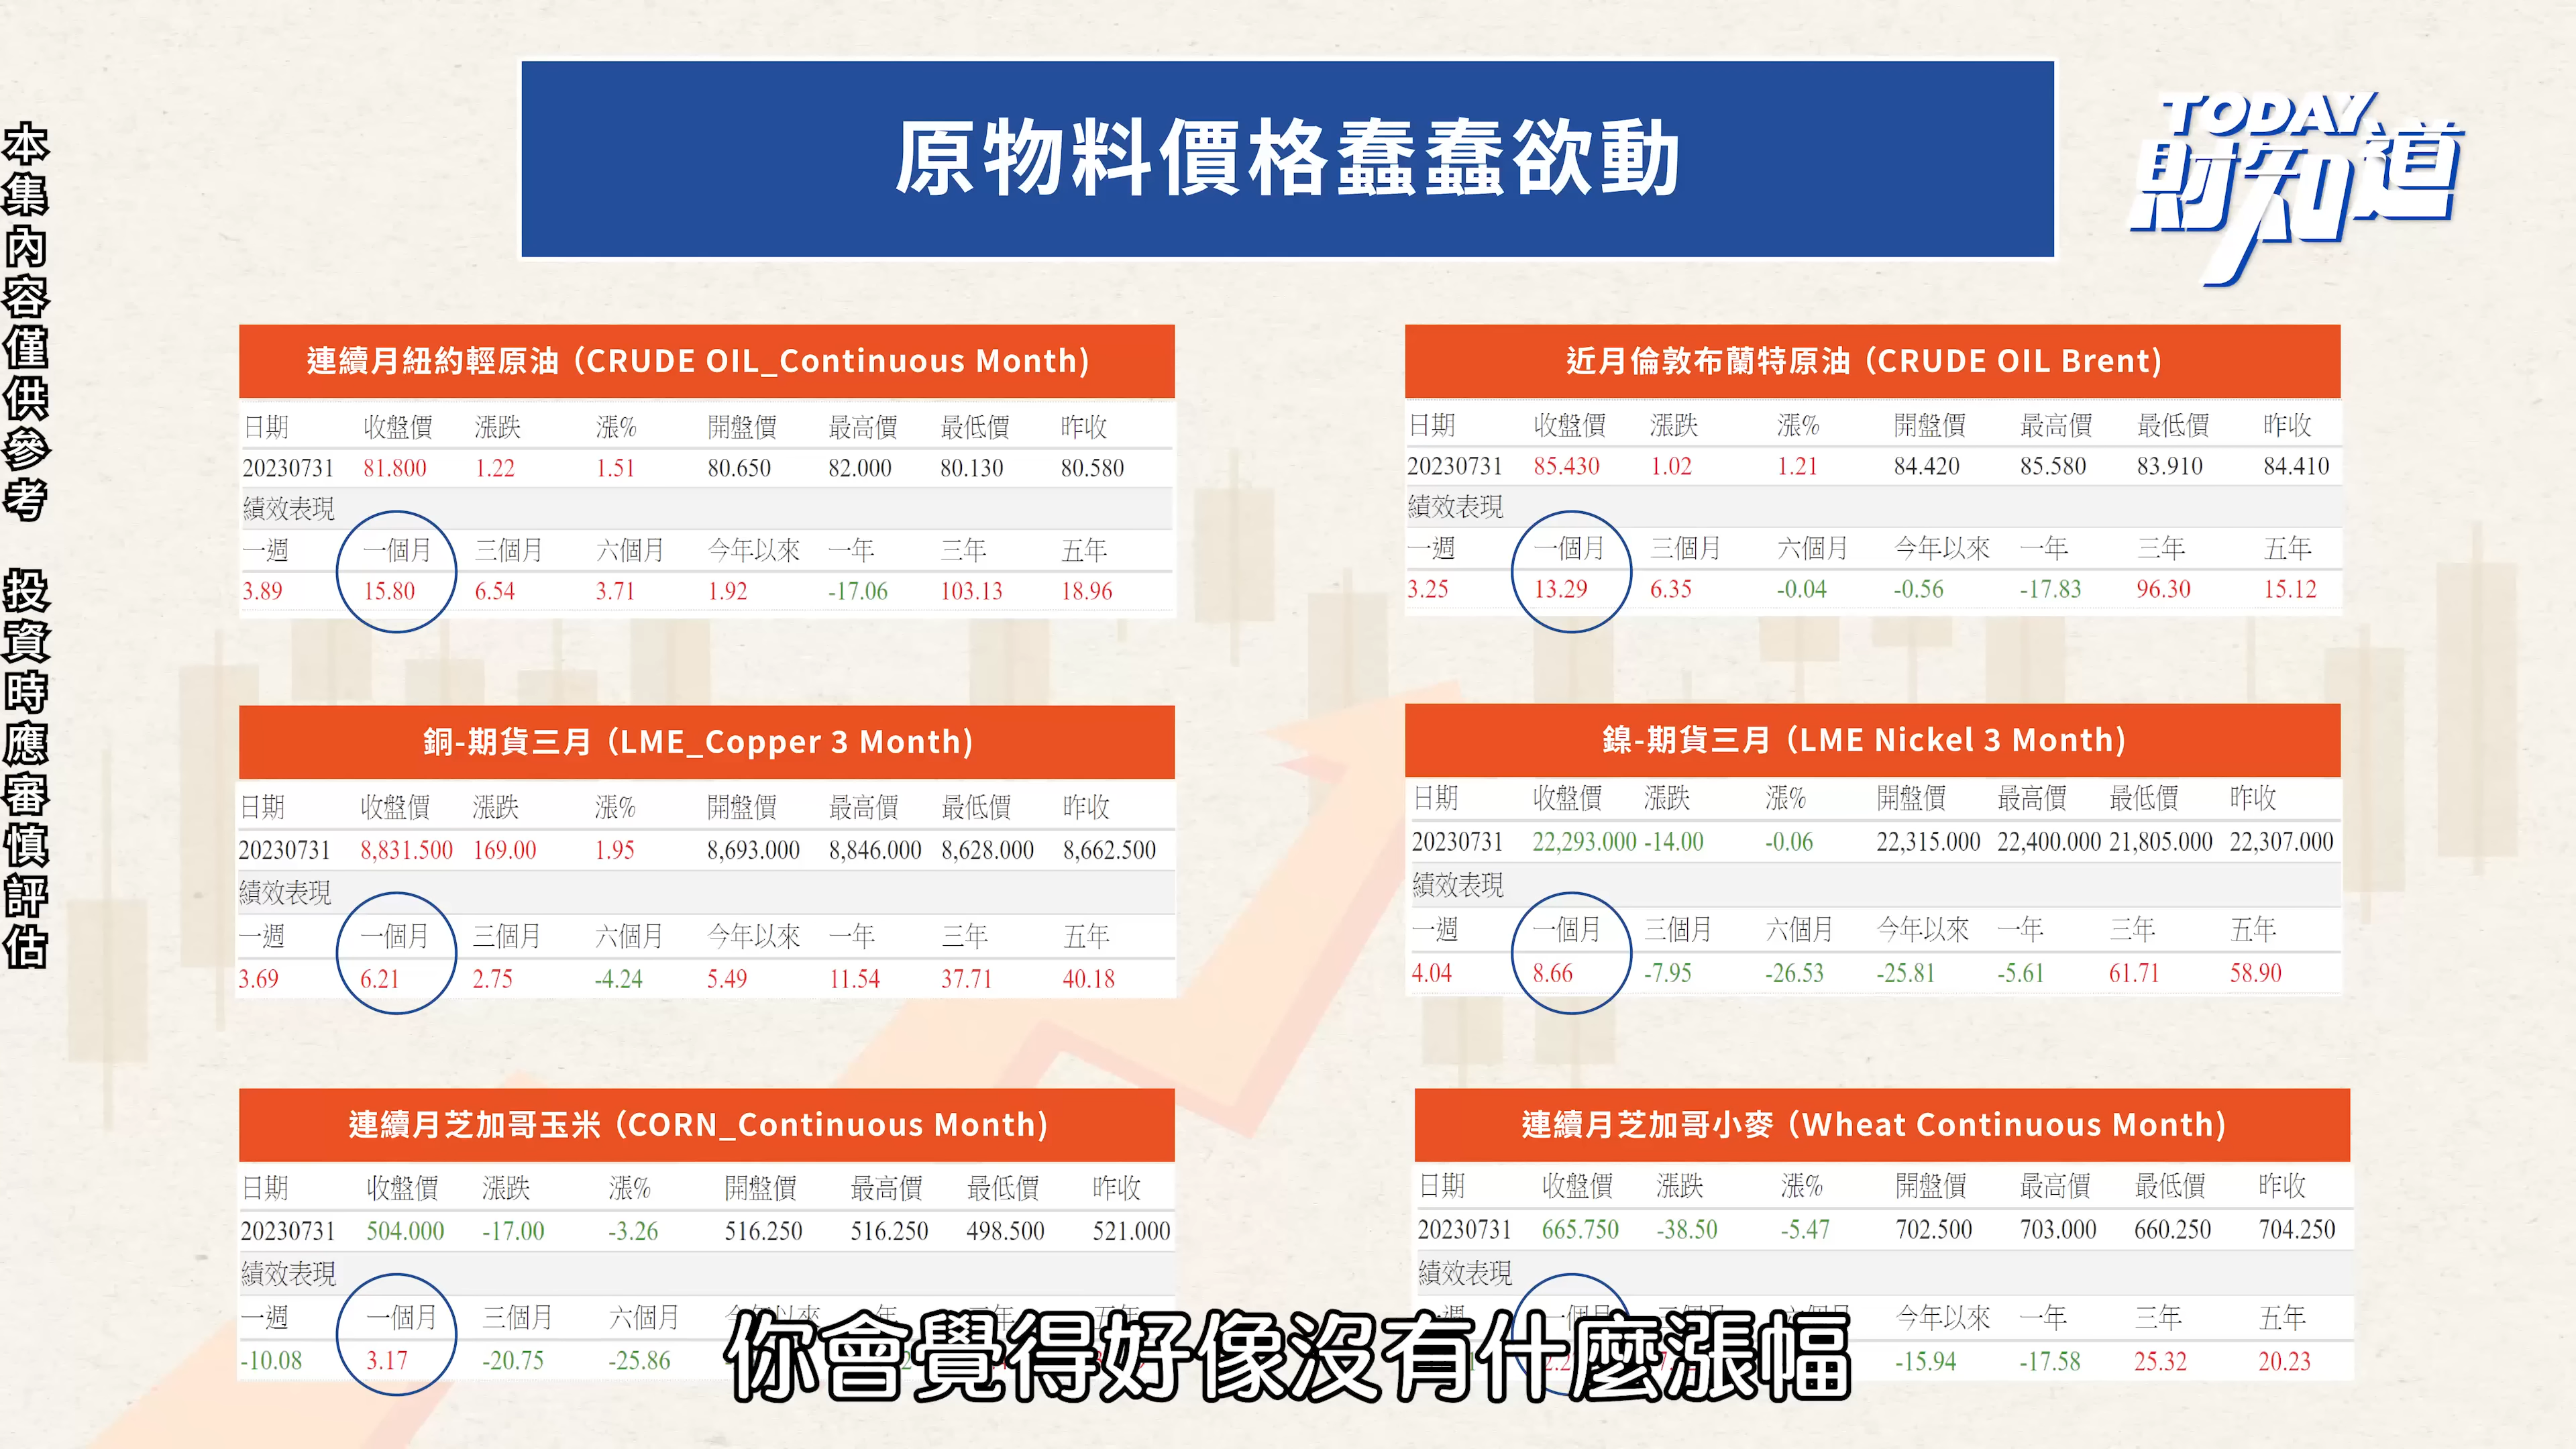 原物料價格蠢蠢欲動
TODAY
財知道
本集內容僅供參考 投資時應審慎評估
連續月紐約輕原油 (CRUDE OIL_Continuous Month)
日期 收盤價 漲跌 漲% 開盤價 最高價 最低價 昨收
20230731 81.800 1.22 1.51 80.650 82.000 80.130 80.580
績效表現
一週 一個月 三個月 六個月 今年以來 一年 三年 五年
3.89 15.80 6.54 3.71 1.92 -17.06 103.13 18.96
近月倫敦布蘭特原油 (CRUDE OIL Brent)
日期 收盤價 漲跌 漲% 開盤價 最高價 最低價 昨收
20230731 85.430 1.02 1.21 84.420 85.580 83.910 84.410
績效表現
一週 一個月 三個月 六個月 今年以來 一年 三年 五年
3.25 13.29 6.35 -0.04 -0.56 -17.83 96.30 15.12
銅-期貨三月 (LME_Copper 3 Month)
日期 收盤價 漲跌 漲% 開盤價 最高價 最低價 昨收
20230731 8,831.500 169.00 1.95 8,693.000 8,846.000 8,628.000 8,662.500
績效表現
一週 一個月 三個月 六個月 今年以來 一年 三年 五年
3.69 6.21 2.75 -4.24 5.49 11.54 37.71 40.18
鎳-期貨三月 (LME Nickel 3 Month)
日期 收盤價 漲跌 漲% 開盤價 最高價 最低價 昨收
20230731 22,293.000 -14.00 -0.06 22,315.000 22,400.000 21,805.000 22,307.000
績效表現
一週 一個月 三個月 六個月 今年以來 一年 三年 五年
4.04 8.66 -7.95 -26.53 -25.81 -5.61 61.71 58.90
連續月芝加哥玉米 (CORN_Continuous Month)
日期 收盤價 漲跌 漲% 開盤價 最高價 最低價 昨收
20230731 504.000 -17.00 -3.26 516.250 516.250 498.500 521.000
績效表現
一週 一個月 三個月 六個月
-10.08 3.17 -20.75 -25.86
連續月芝加哥小麥 (Wheat Continuous Month)
日期 收盤價 漲跌 漲% 開盤價 最高價 最低價 昨收
20230731 665.750 -38.50 -5.47 702.500 703.000 660.250 704.250
績效表現
今年以來 一年 三年 五年
-15.94 -17.58 25.32 20.23
你會覺得好像沒有什麼漲幅